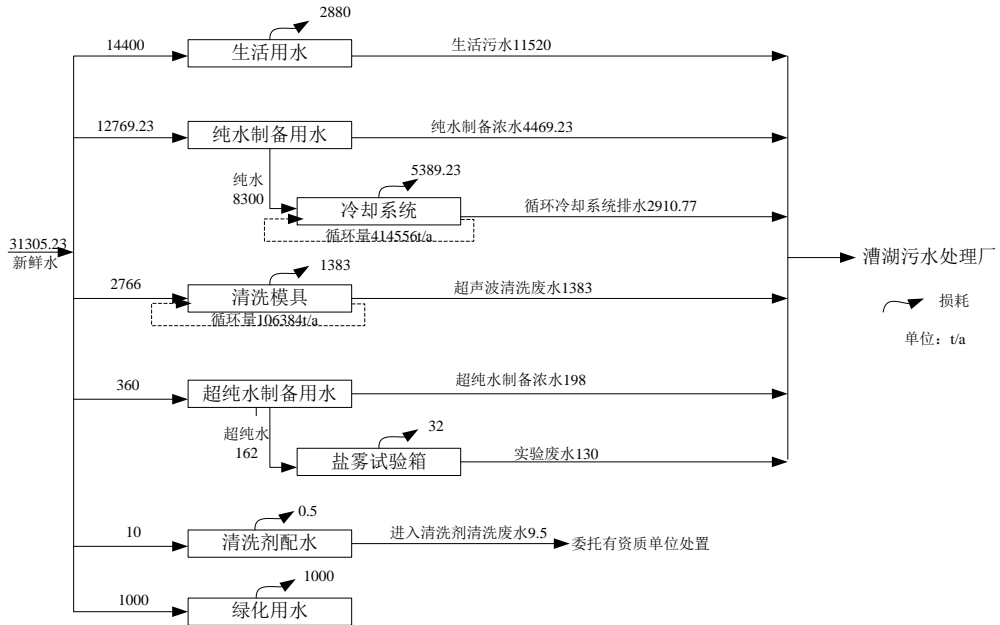 2880
14400
生活用水
生活污水11520
12769.23
纯水制备用水
纯水制备浓水4469.23
纯水
8300
5389.23
冷却系统
循环冷却系统排水2910.77
循环量414556t/a
31305.23
新鲜水
漕湖污水处理厂
1383
2766
清洗模具
超声波清洗废水1383
循环量106384t/a
损耗
单位：t/a
360
超纯水制备用水
超纯水制备浓水198
超纯水
162
32
盐雾试验箱
实验废水130
0.5
10
清洗剂配水
进入清洗剂清洗废水9.5
委托有资质单位处置
1000
1000
绿化用水